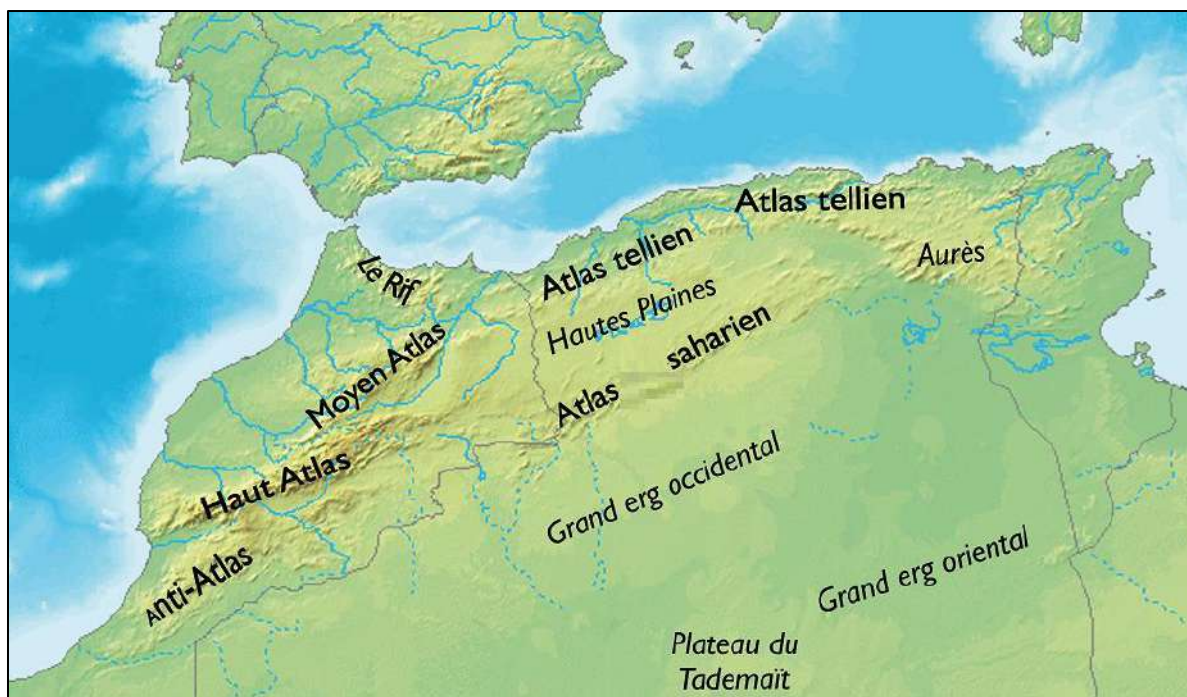 Atlas tellien
Le Rif
Atlas tellien
Aurès
Hautes Plaines
Moyen Atlas
Atlas saharien
Haut Atlas
Grand erg occidental
Anti-Atlas
Grand erg oriental
Plateau du
Tademaït